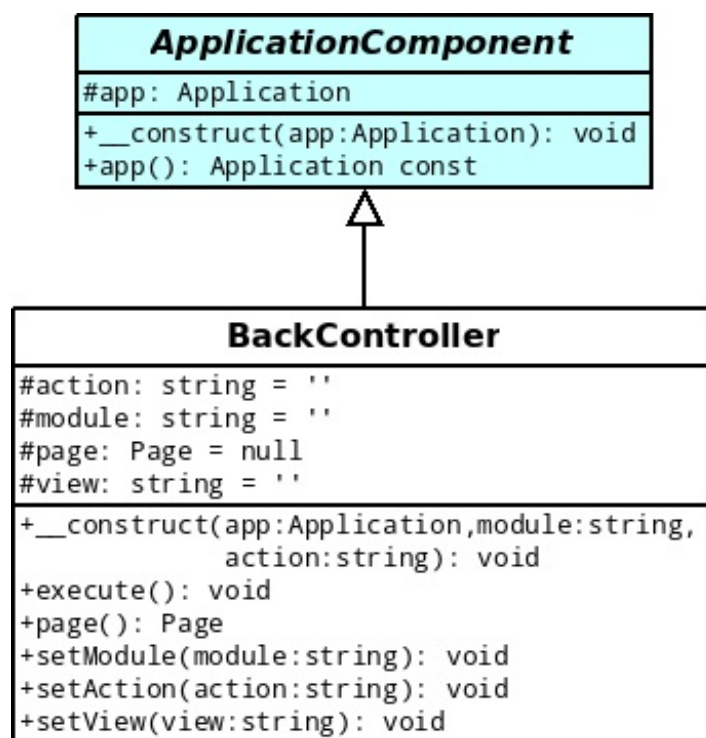 ApplicationComponent
#app: Application
+__construct(app:Application): void
+app(): Application const
BackController
#action: string = ''
#module: string = ''
#page: Page = null
#view: string = ''
+__construct(app:Application,module:string,
action:string): void
+execute(): void
+page(): Page
+setModule(module:string): void
+setAction(action:string): void
+setView(view:string): void